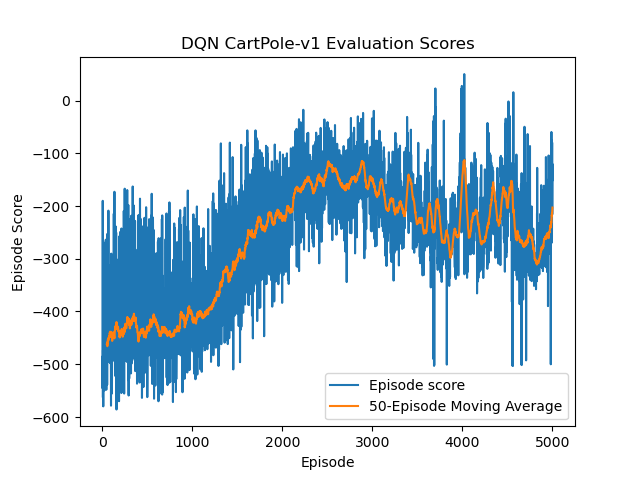 DQN CartPole-v1 Evaluation Scores
0
−100
−200
−300
−400
−500
−600
Episode Score
Episode score
50-Episode Moving Average
0
1000
2000
3000
4000
5000
Episode